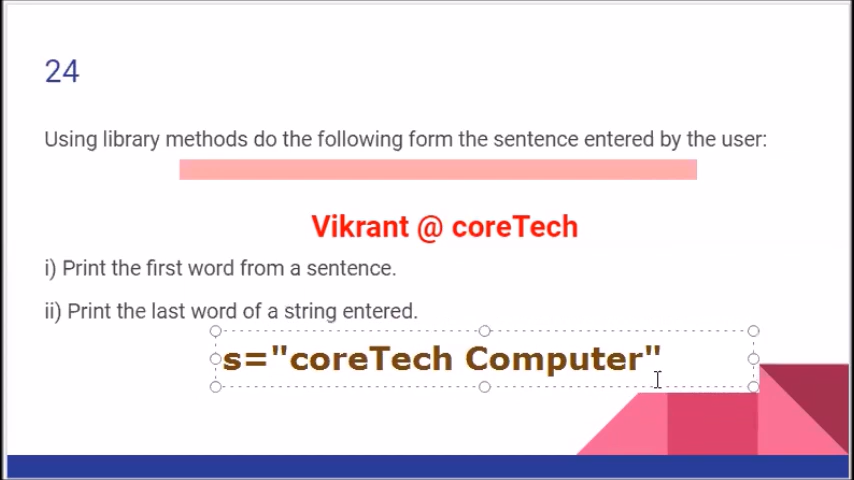 24
Using library methods do the following form the sentence entered by the user:
Vikrant @ coreTech
i) Print the first word from a sentence.
ii) Print the last word of a string entered.
s="coreTech Computer"